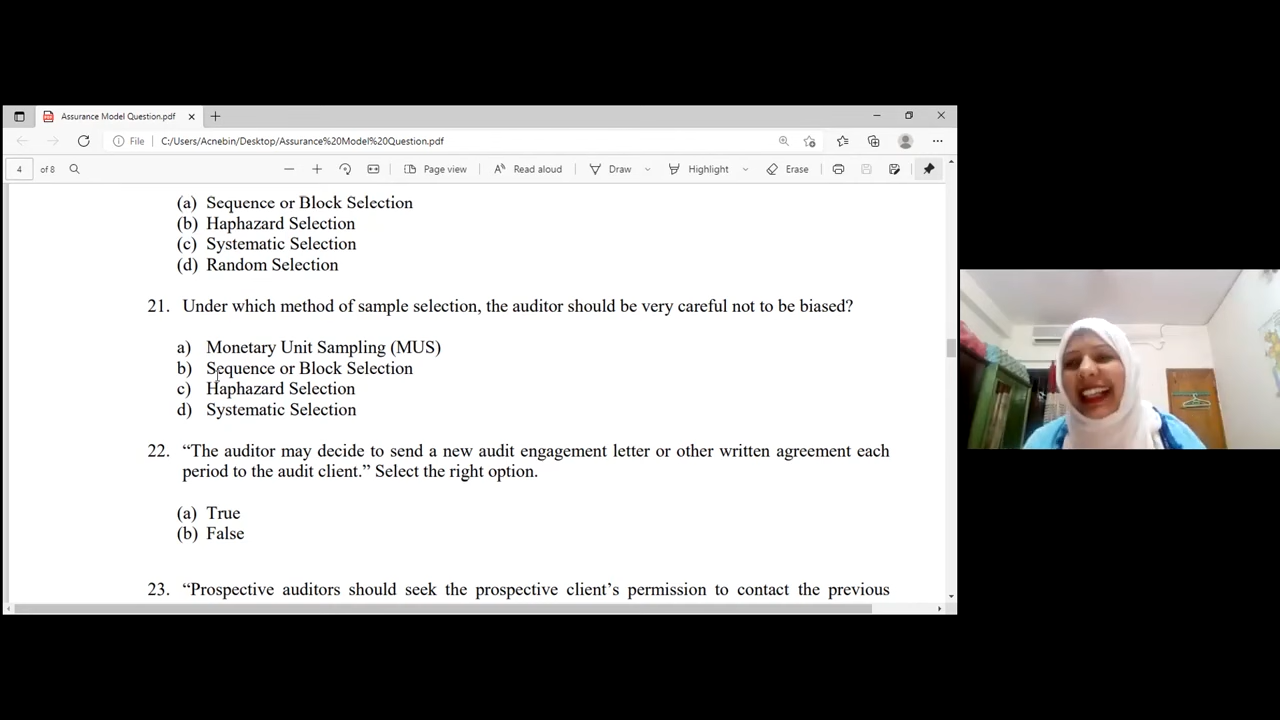 Assurance Model Question.pdf
File C:/Users/Acnebin/Desktop/Assurance%20Model%20Question.pdf
4 of 8 Page view Read aloud Draw Highlight Erase
(a) Sequence or Block Selection
(b) Haphazard Selection
(c) Systematic Selection
(d) Random Selection
21. Under which method of sample selection, the auditor should be very careful not to be biased?
a) Monetary Unit Sampling (MUS)
b) Sequence or Block Selection
c) Haphazard Selection
d) Systematic Selection
22. “The auditor may decide to send a new audit engagement letter or other written agreement each
period to the audit client.” Select the right option.
(a) True
(b) False
23. “Prospective auditors should seek the prospective client’s permission to contact the previous